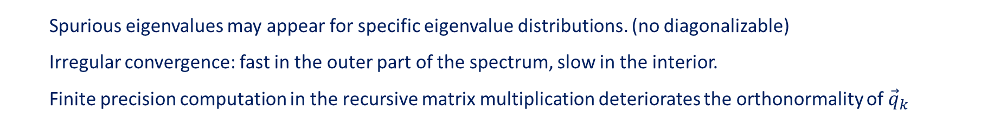 Spurious eigenvalues may appear for specific eigenvalue distributions. (no diagonalizable)
Irregular convergence: fast in the outer part of the spectrum, slow in the interior.
Finite precision computation in the recursive matrix multiplication deteriorates the orthonormality of $\vec{q}_k$